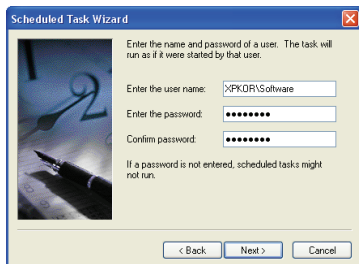 Scheduled Task Wizard
Enter the name and password of a user. The task will
run as if it were started by that user.
Enter the user name:
XPKOR\Software
Enter the password:
••••••••
Confirm password:
••••••••
If a password is not entered, scheduled tasks might
not run.
< Back
Next >
Cancel